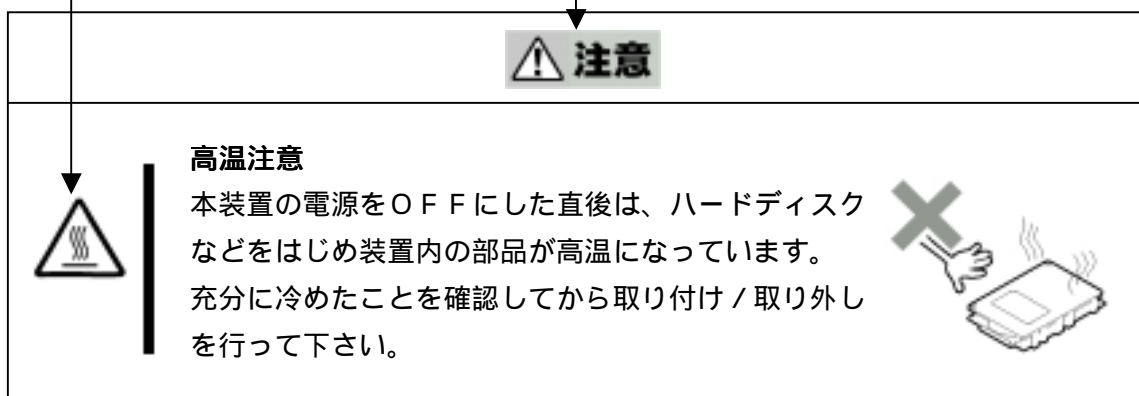 注意
高温注意
本装置の電源をOFFにした直後は、ハードディスク
などをはじめ装置内の部品が高温になっています。
充分に冷めたことを確認してから取り付け / 取り外し
を行って下さい。